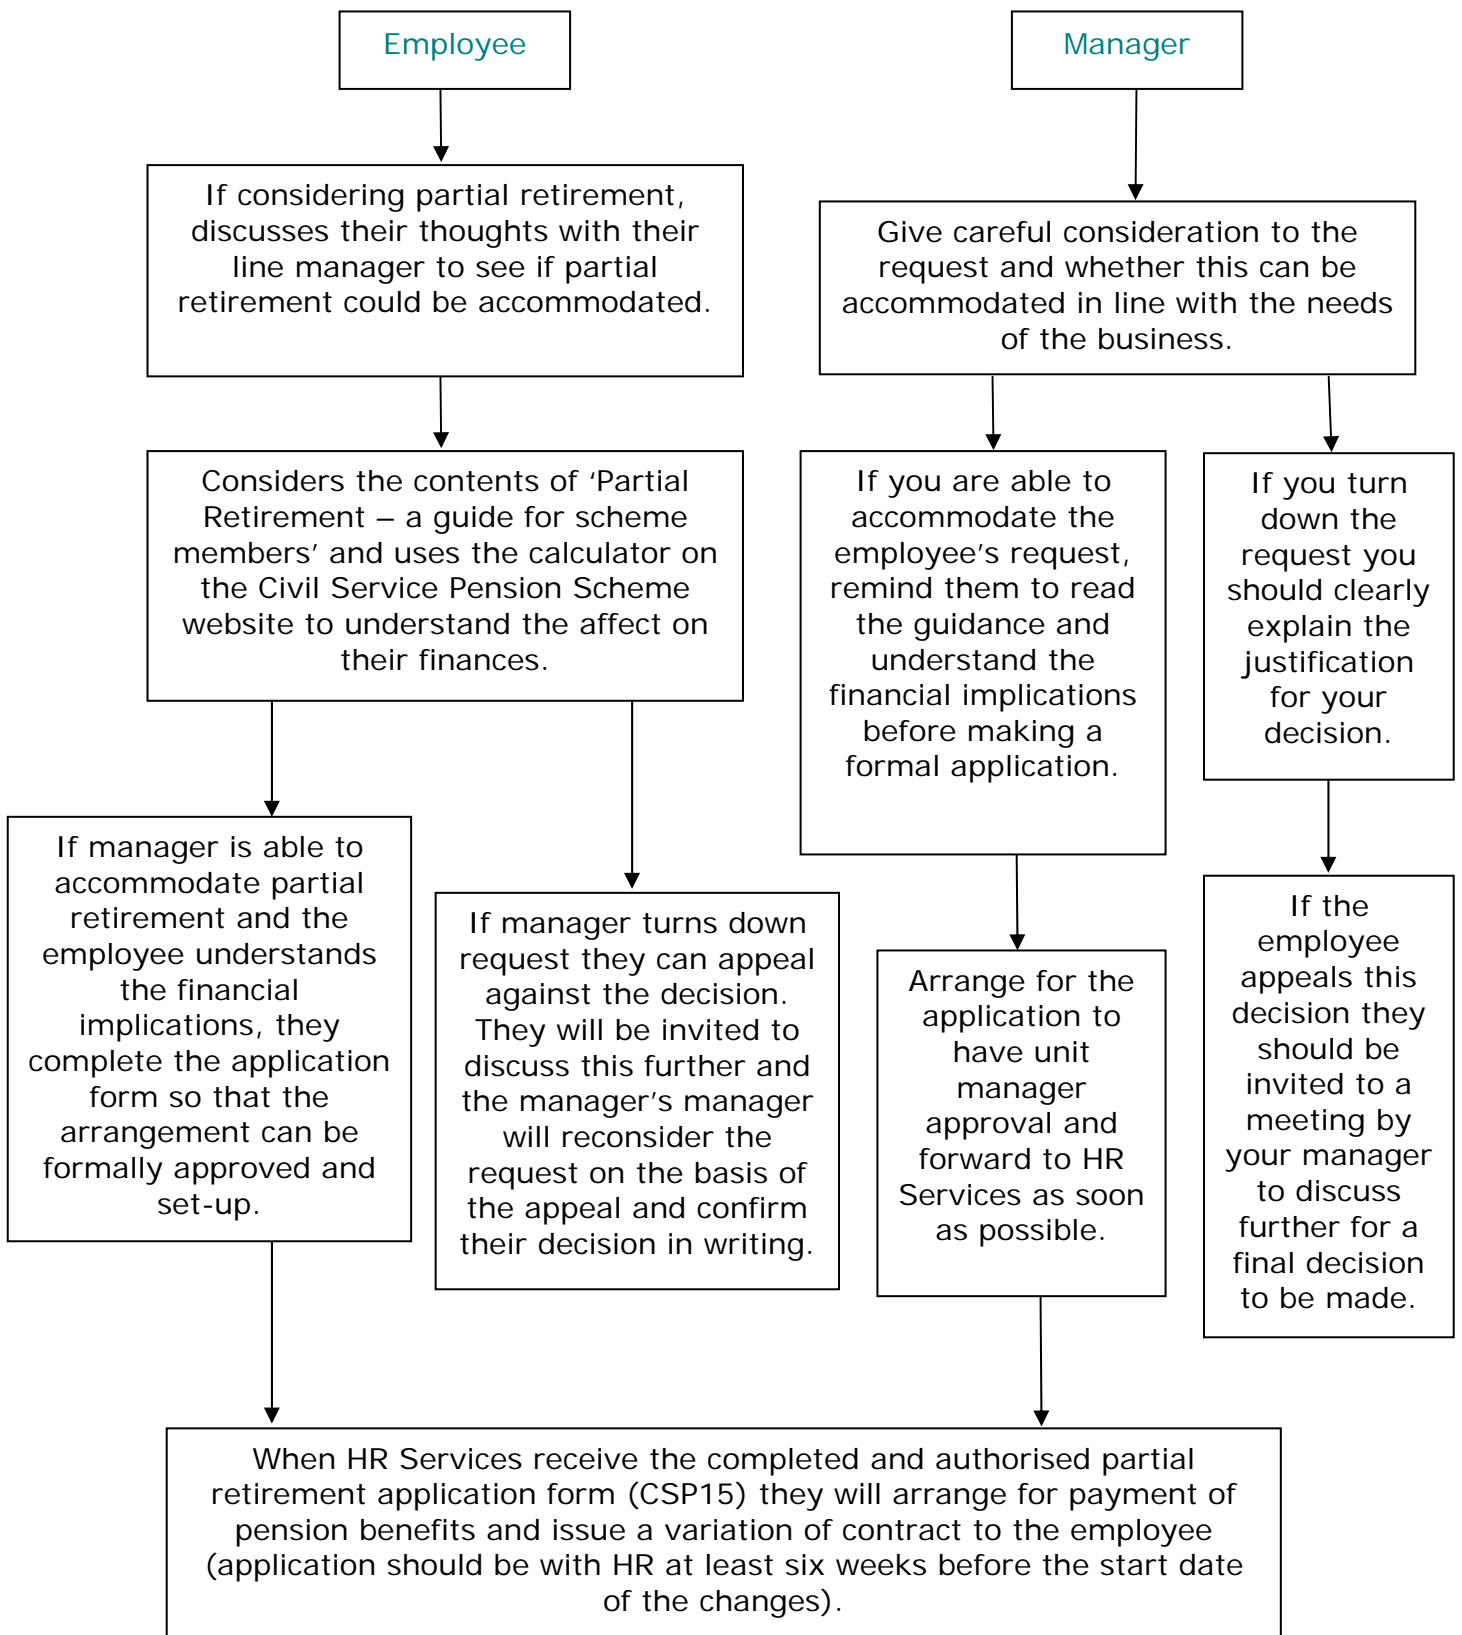 Employee
Manager
If considering partial retirement,
discusses their thoughts with their
line manager to see if partial
retirement could be accommodated.
Give careful consideration to the
request and whether this can be
accommodated in line with the needs
of the business.
Considers the contents of ‘Partial
Retirement – a guide for scheme
members’ and uses the calculator on
the Civil Service Pension Scheme
website to understand the affect on
their finances.
If you are able to
accommodate the
employee’s request,
remind them to read
the guidance and
understand the
financial implications
before making a
formal application.
If you turn
down the
request you
should clearly
explain the
justification
for your
decision.
If manager is able to
accommodate partial
retirement and the
employee understands
the financial
implications, they
complete the application
form so that the
arrangement can be
formally approved and
set-up.
If manager turns down
request they can appeal
against the decision.
They will be invited to
discuss this further and
the manager’s manager
will reconsider the
request on the basis of
the appeal and confirm
their decision in writing.
Arrange for the
application to
have unit
manager
approval and
forward to HR
Services as soon
as possible.
If the
employee
appeals this
decision they
should be
invited to a
meeting by
your manager
to discuss
further for a
final decision
to be made.
When HR Services receive the completed and authorised partial
retirement application form (CSP15) they will arrange for payment of
pension benefits and issue a variation of contract to the employee
(application should be with HR at least six weeks before the start date
of the changes).